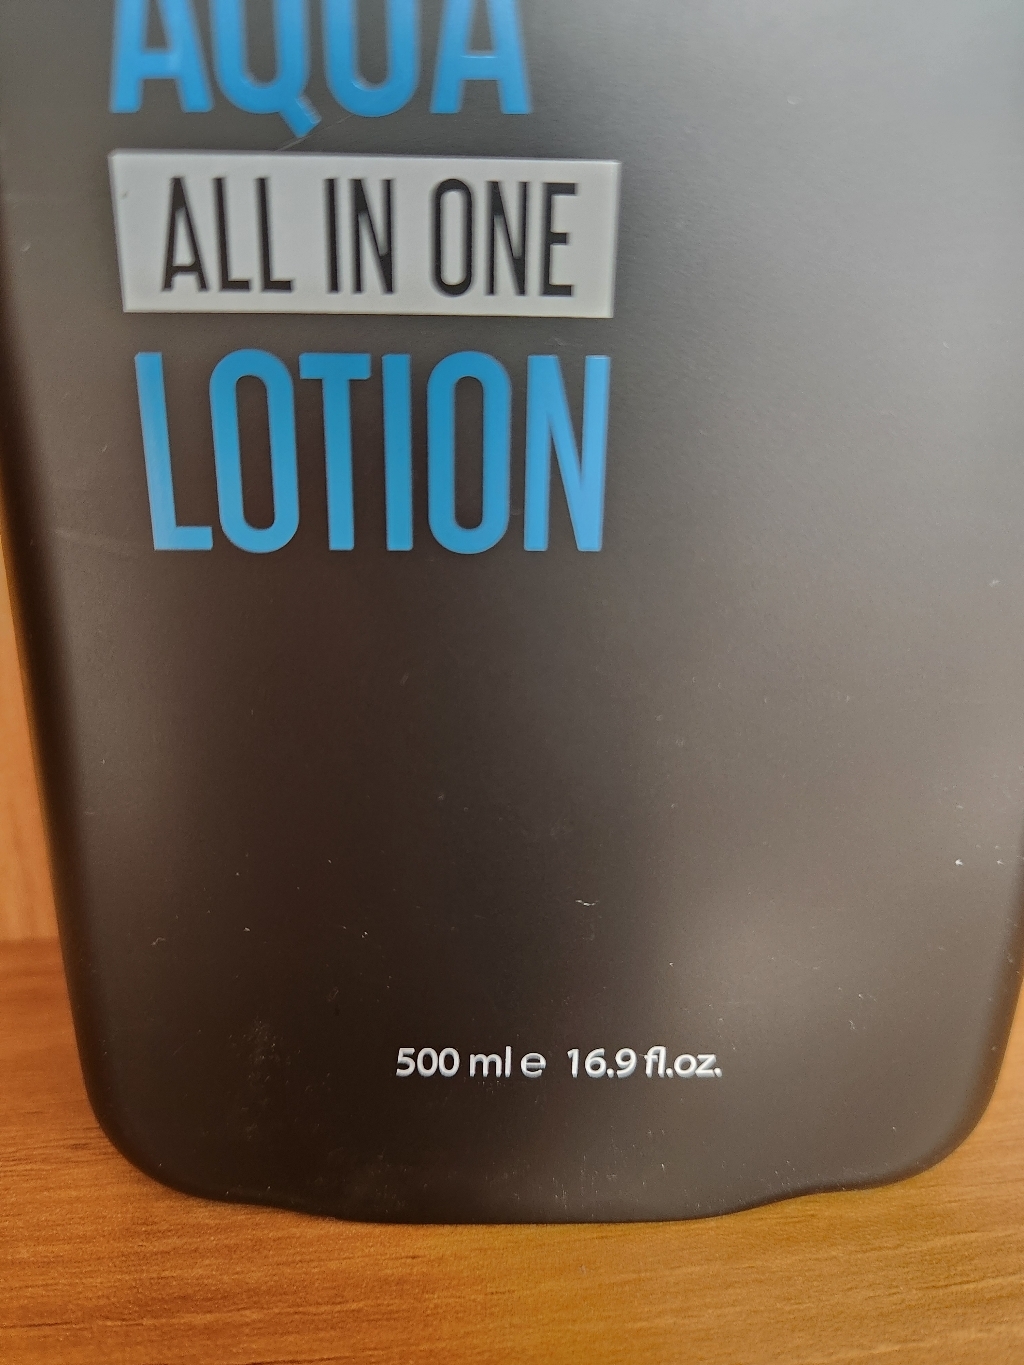 AQUA
ALL IN ONE
LOTION
500 ml e 16.9 fl.oz.